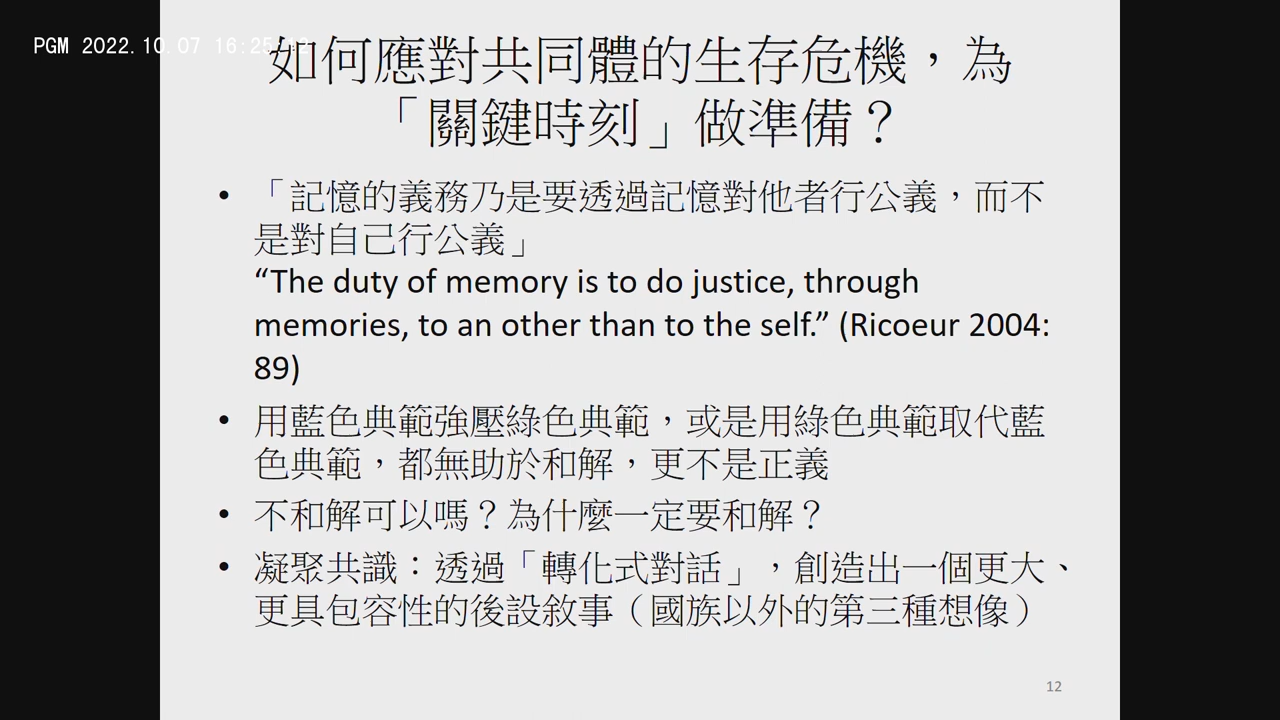 PGM 2022.10.07 16:25
如何應對共同體的生存危機，為
「關鍵時刻」做準備？
• 「記憶的義務乃是要透過記憶對他者行公義，而不
是對自己行公義」
“The duty of memory is to do justice, through
memories, to an other than to the self.” (Ricoeur 2004:
89)
• 用藍色典範強壓綠色典範，或是用綠色典範取代藍
色典範，都無助於和解，更不是正義
• 不和解可以嗎？為什麼一定要和解？
• 凝聚共識：透過「轉化式對話」，創造出一個更大、
更具包容性的後設敘事（國族以外的第三種想像）
12